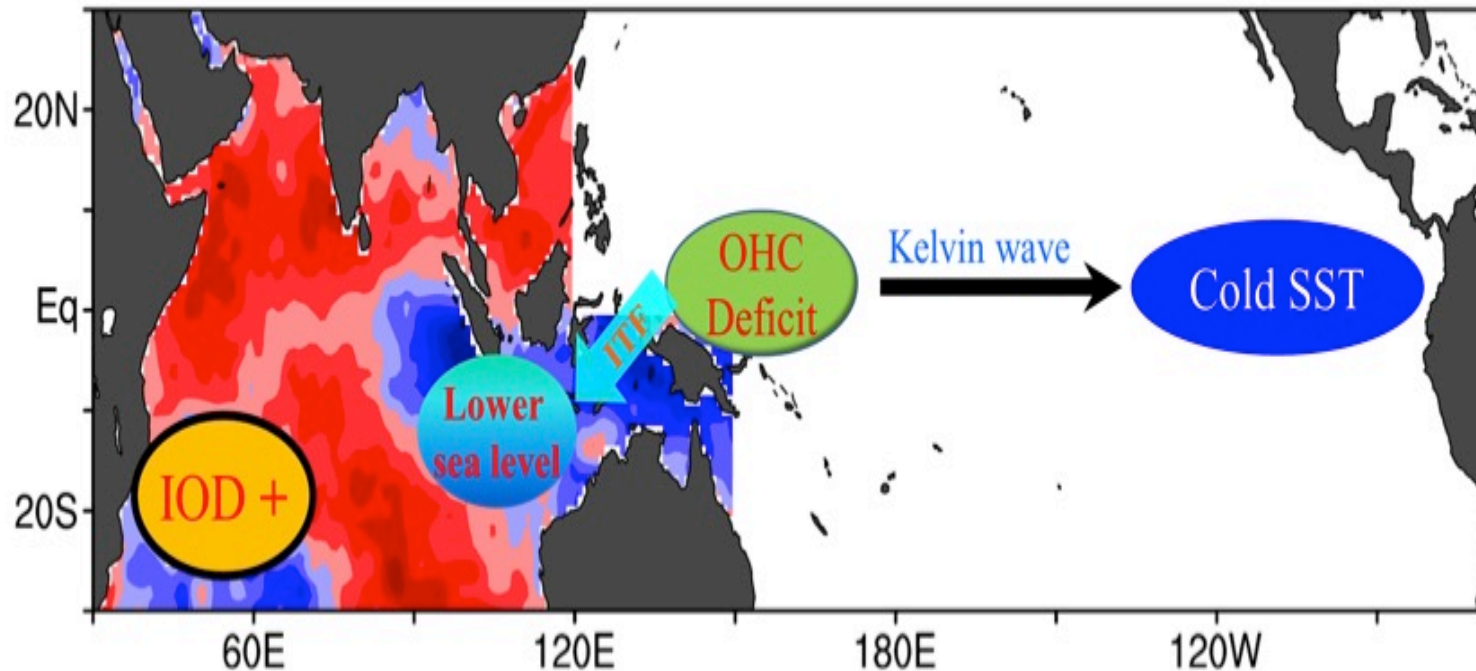 20N
Eq
20S
60E
120E
180E
120W
OHC
Deficit
Kelvin wave
Cold SST
ITF
Lower
sea level
IOD +